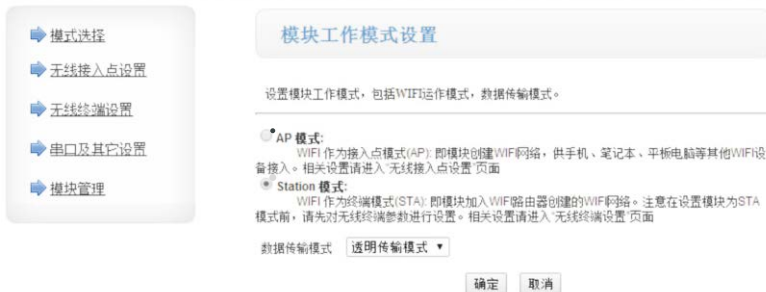 模式选择
无线接入点设置
无线终端设置
串口及其它设置
模块管理
模块工作模式设置
设置模块工作模式，包括WIFI运作模式，数据传输模式。
AP 模式:
WIFI 作为接入点模式(AP): 即模块创建WIFI网络，供手机、笔记本、平板电脑等其他WIFI设
备接入。相关设置请进入'无线接入点设置'页面
Station 模式:
WIFI 作为终端模式(STA): 即模块加入WIFI路由器创建的WIFI网络。注意在设置模块为STA
模式前，请先对无线终端参数进行设置。相关设置请进入'无线终端设置'页面
数据传输模式 透明传输模式
确定 取消